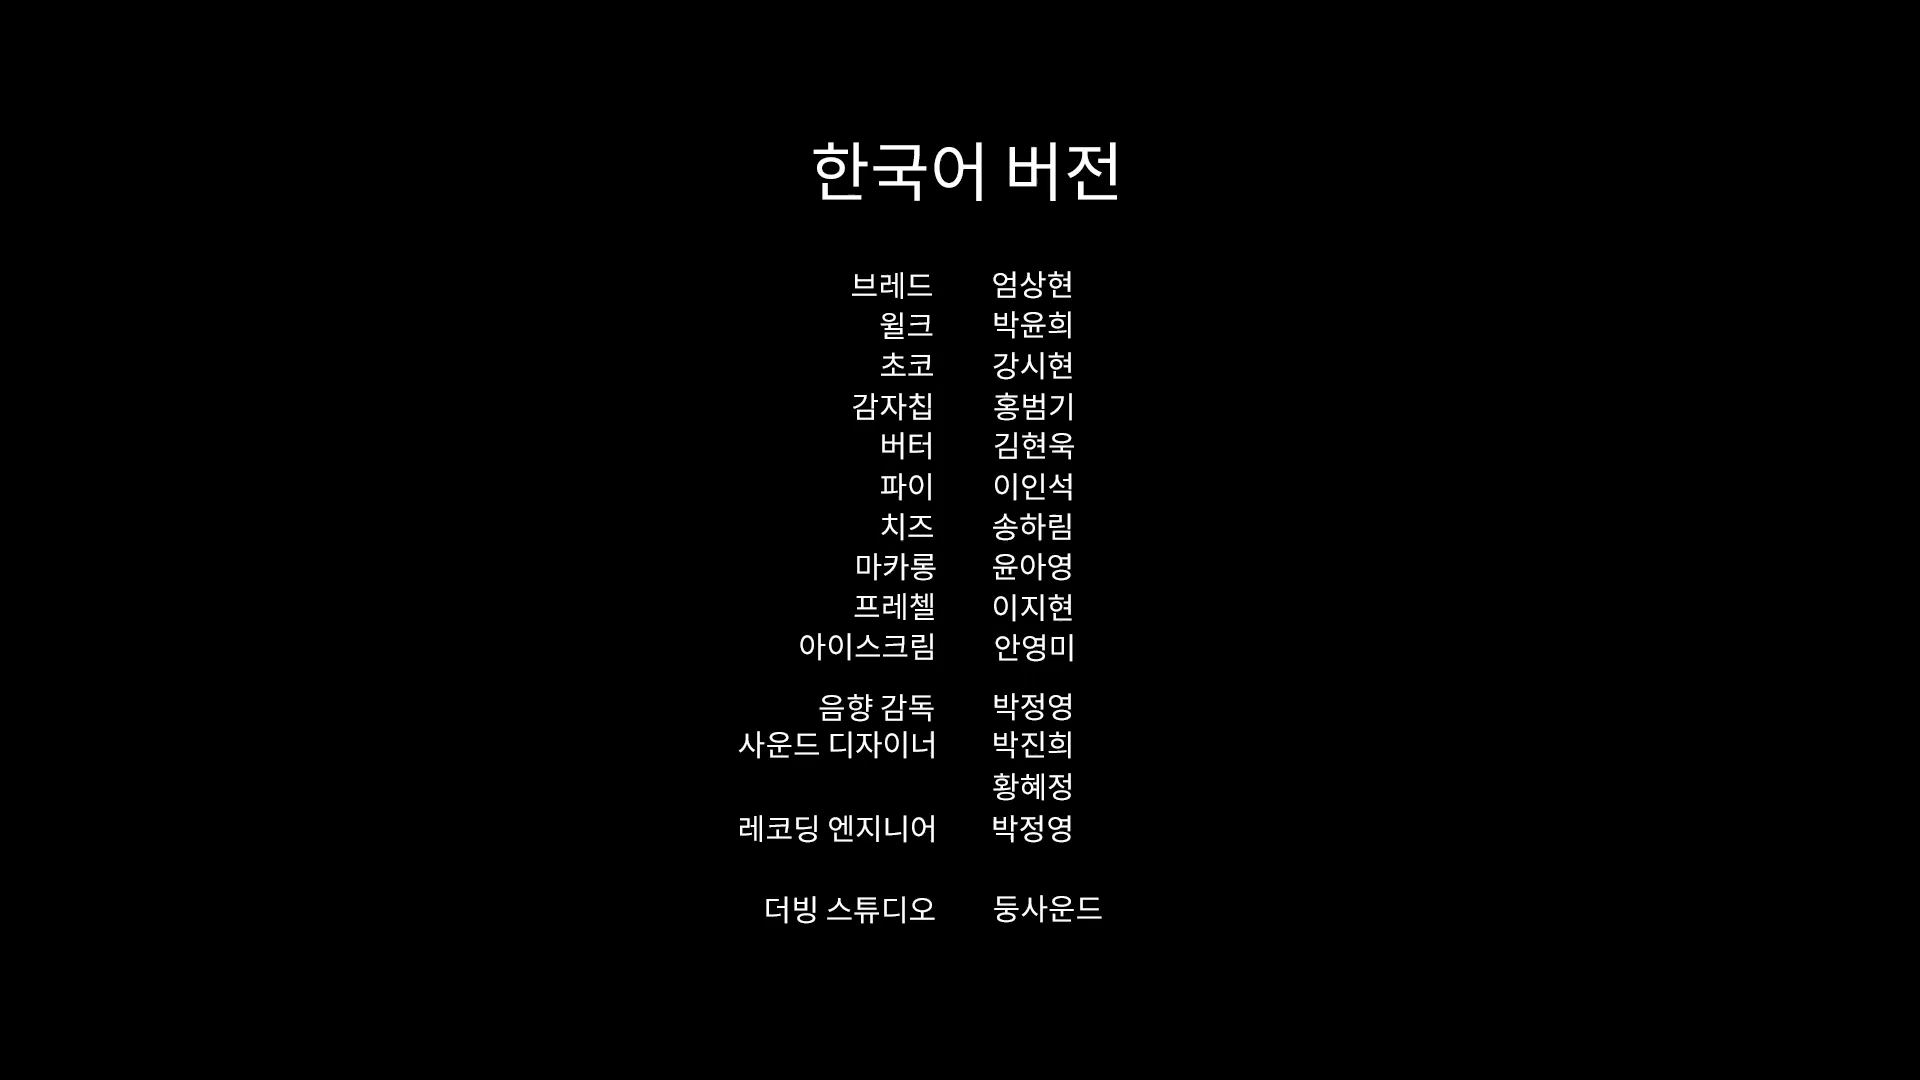 한국어 버전
브레드 엄상현
윌크 박윤희
초코 강시현
감자칩 홍범기
버터 김현욱
파이 이인석
치즈 송하림
마카롱 윤아영
프레첼 이지현
아이스크림 안영미
음향 감독 박정영
사운드 디자이너 박진희
황혜정
레코딩 엔지니어 박정영
더빙 스튜디오 둥사운드